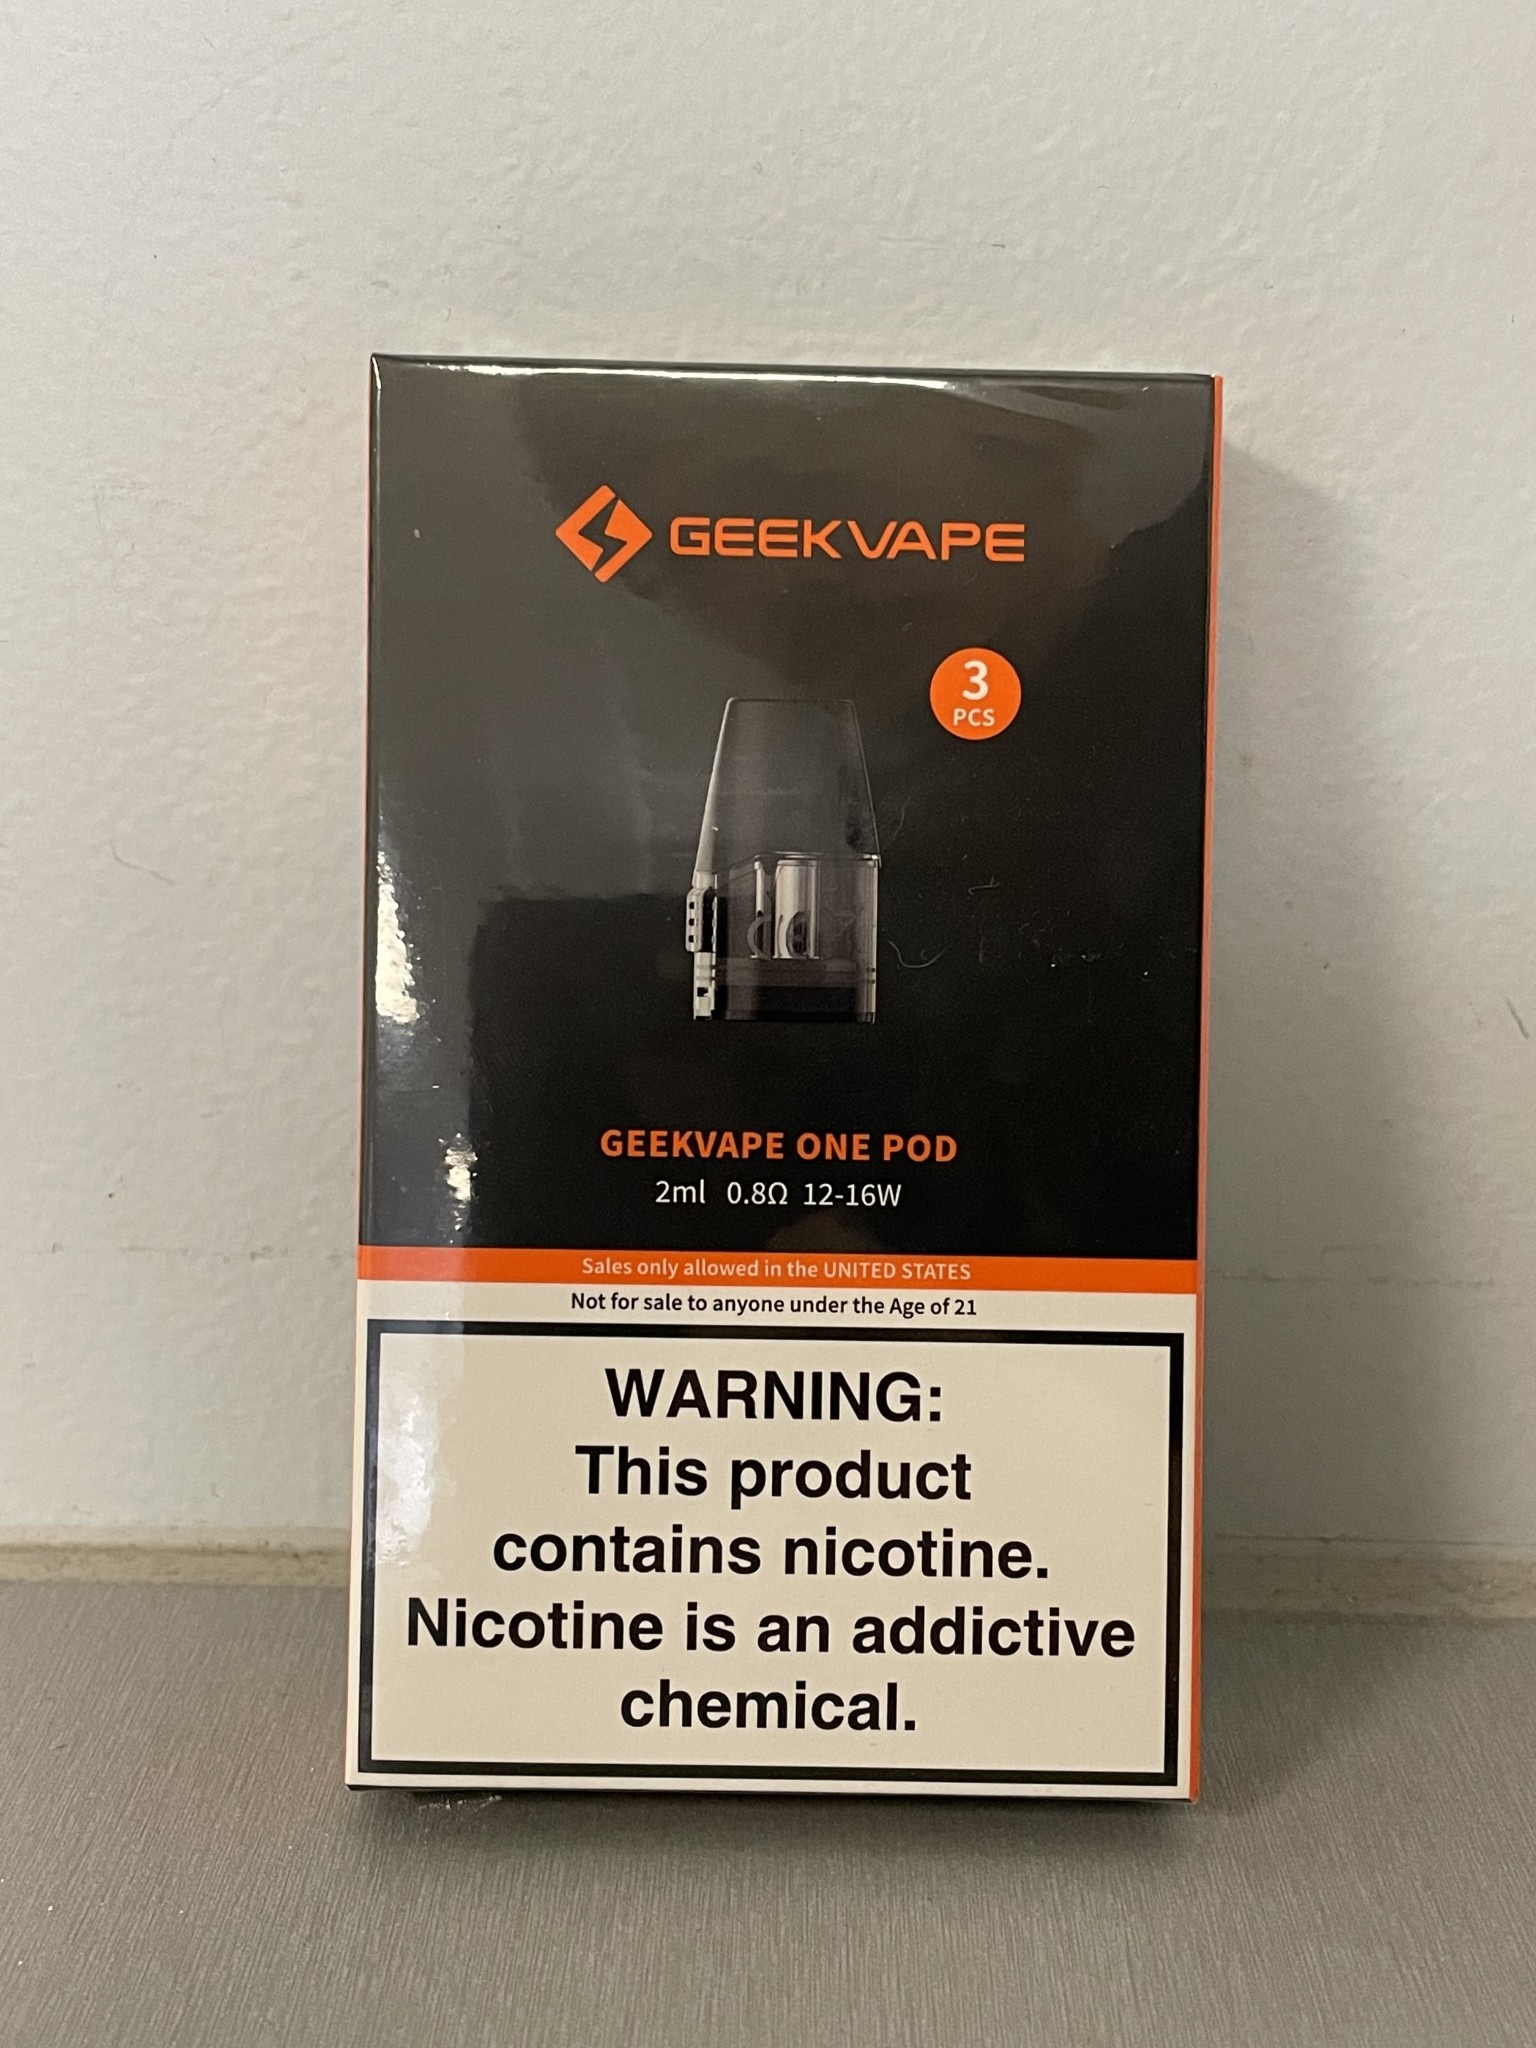 GEEKVAPE
3
PCS
GEEKVAPE ONE POD
2ml 0.8Ω 12-16W
Sales only allowed in the UNITED STATES
Not for sale to anyone under the Age of 21
WARNING:
This product
contains nicotine.
Nicotine is an addictive
chemical.